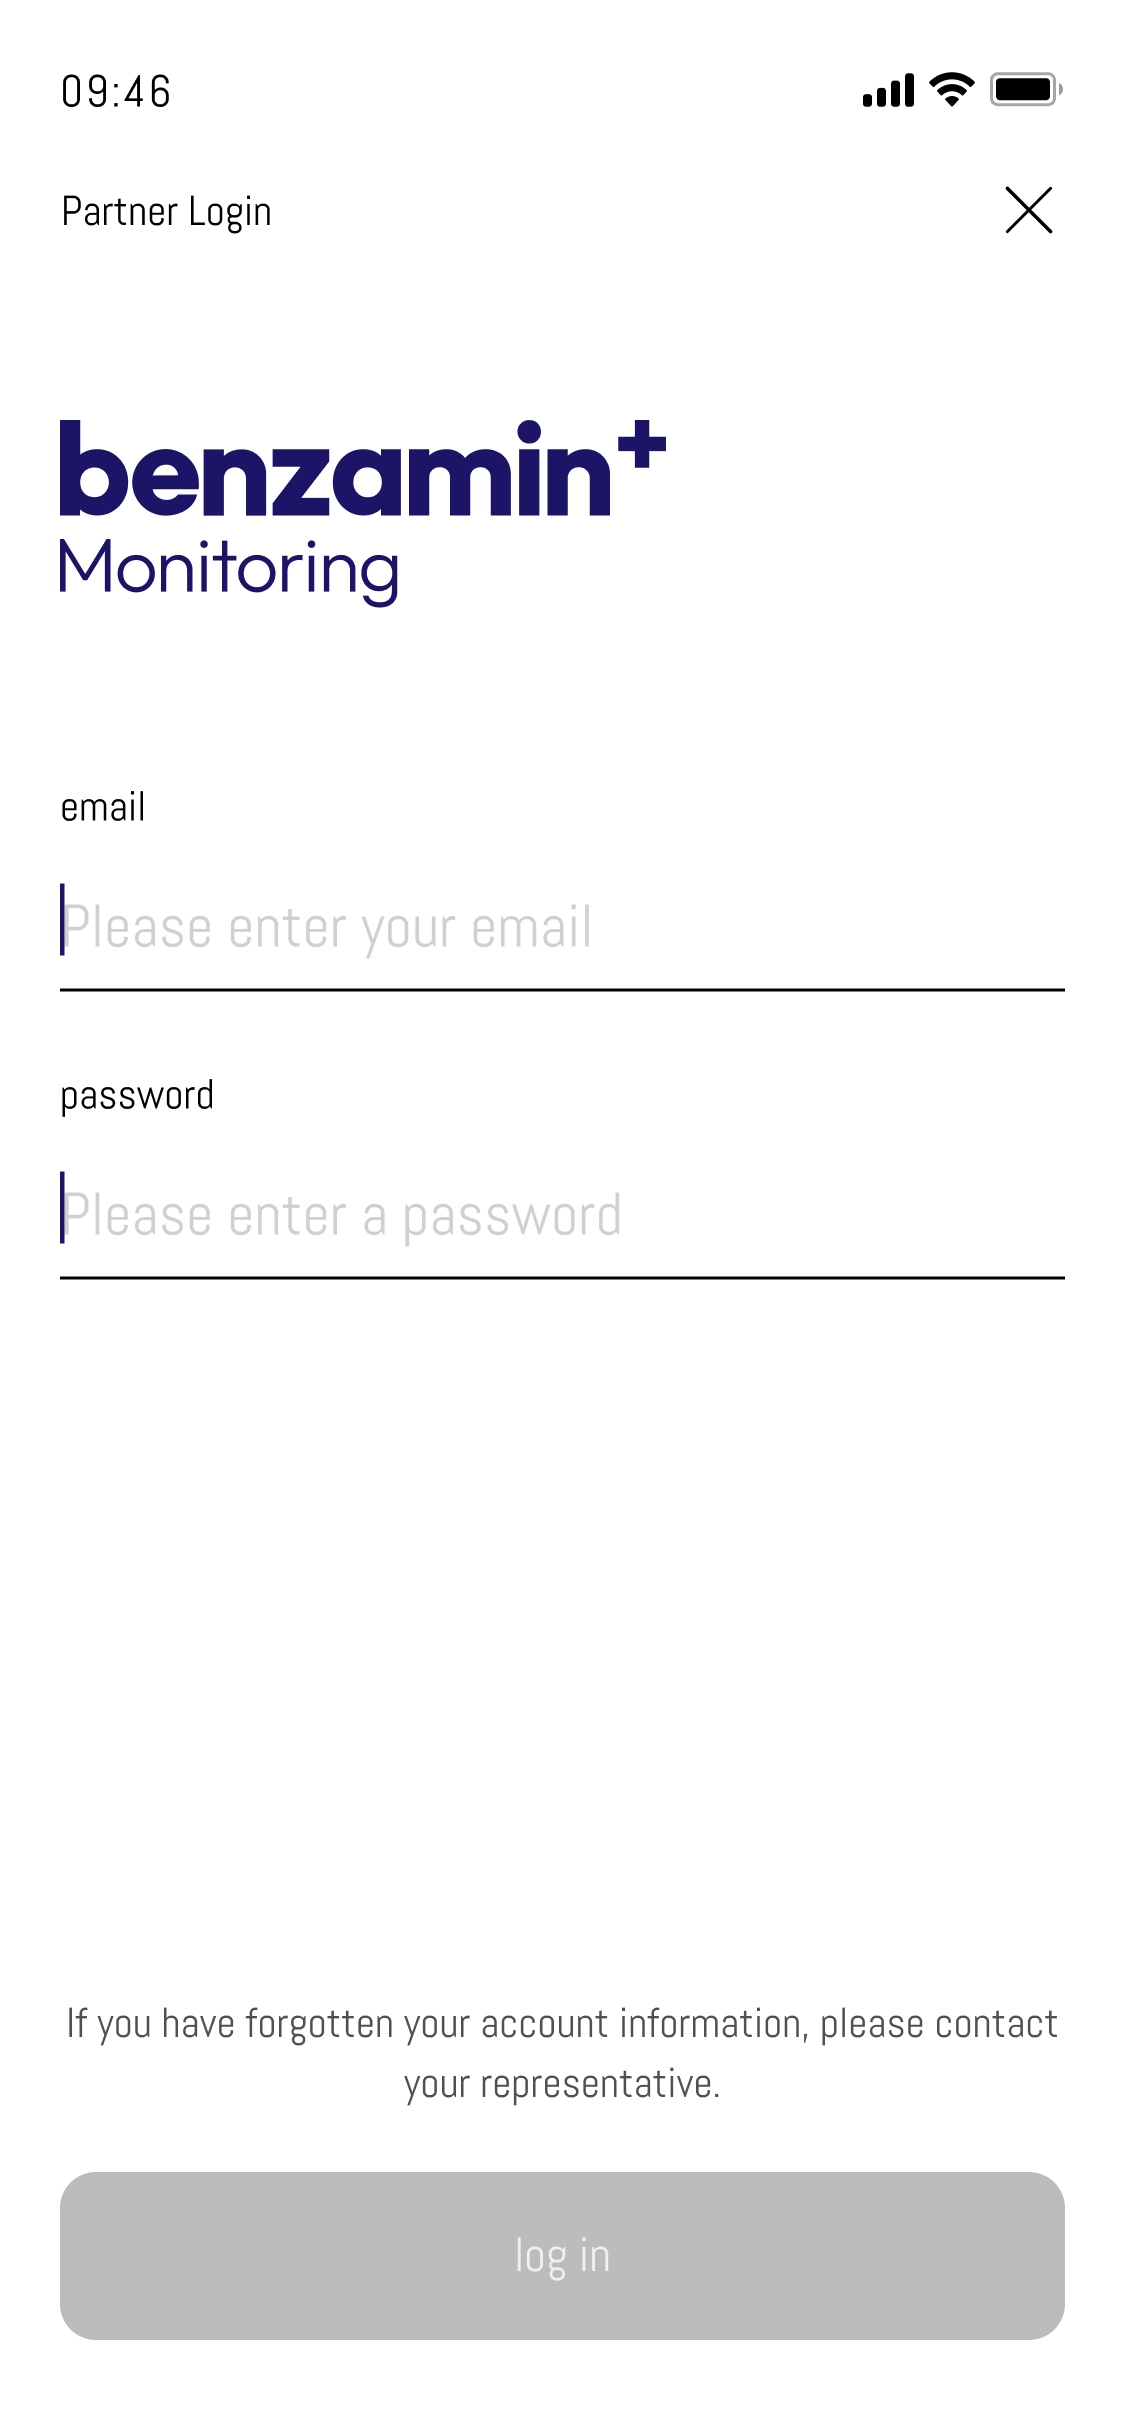 09:46
Partner Login
benzamin+
Monitoring
email
Please enter your email
password
Please enter a password
If you have forgotten your account information, please contact
your representative.
log in